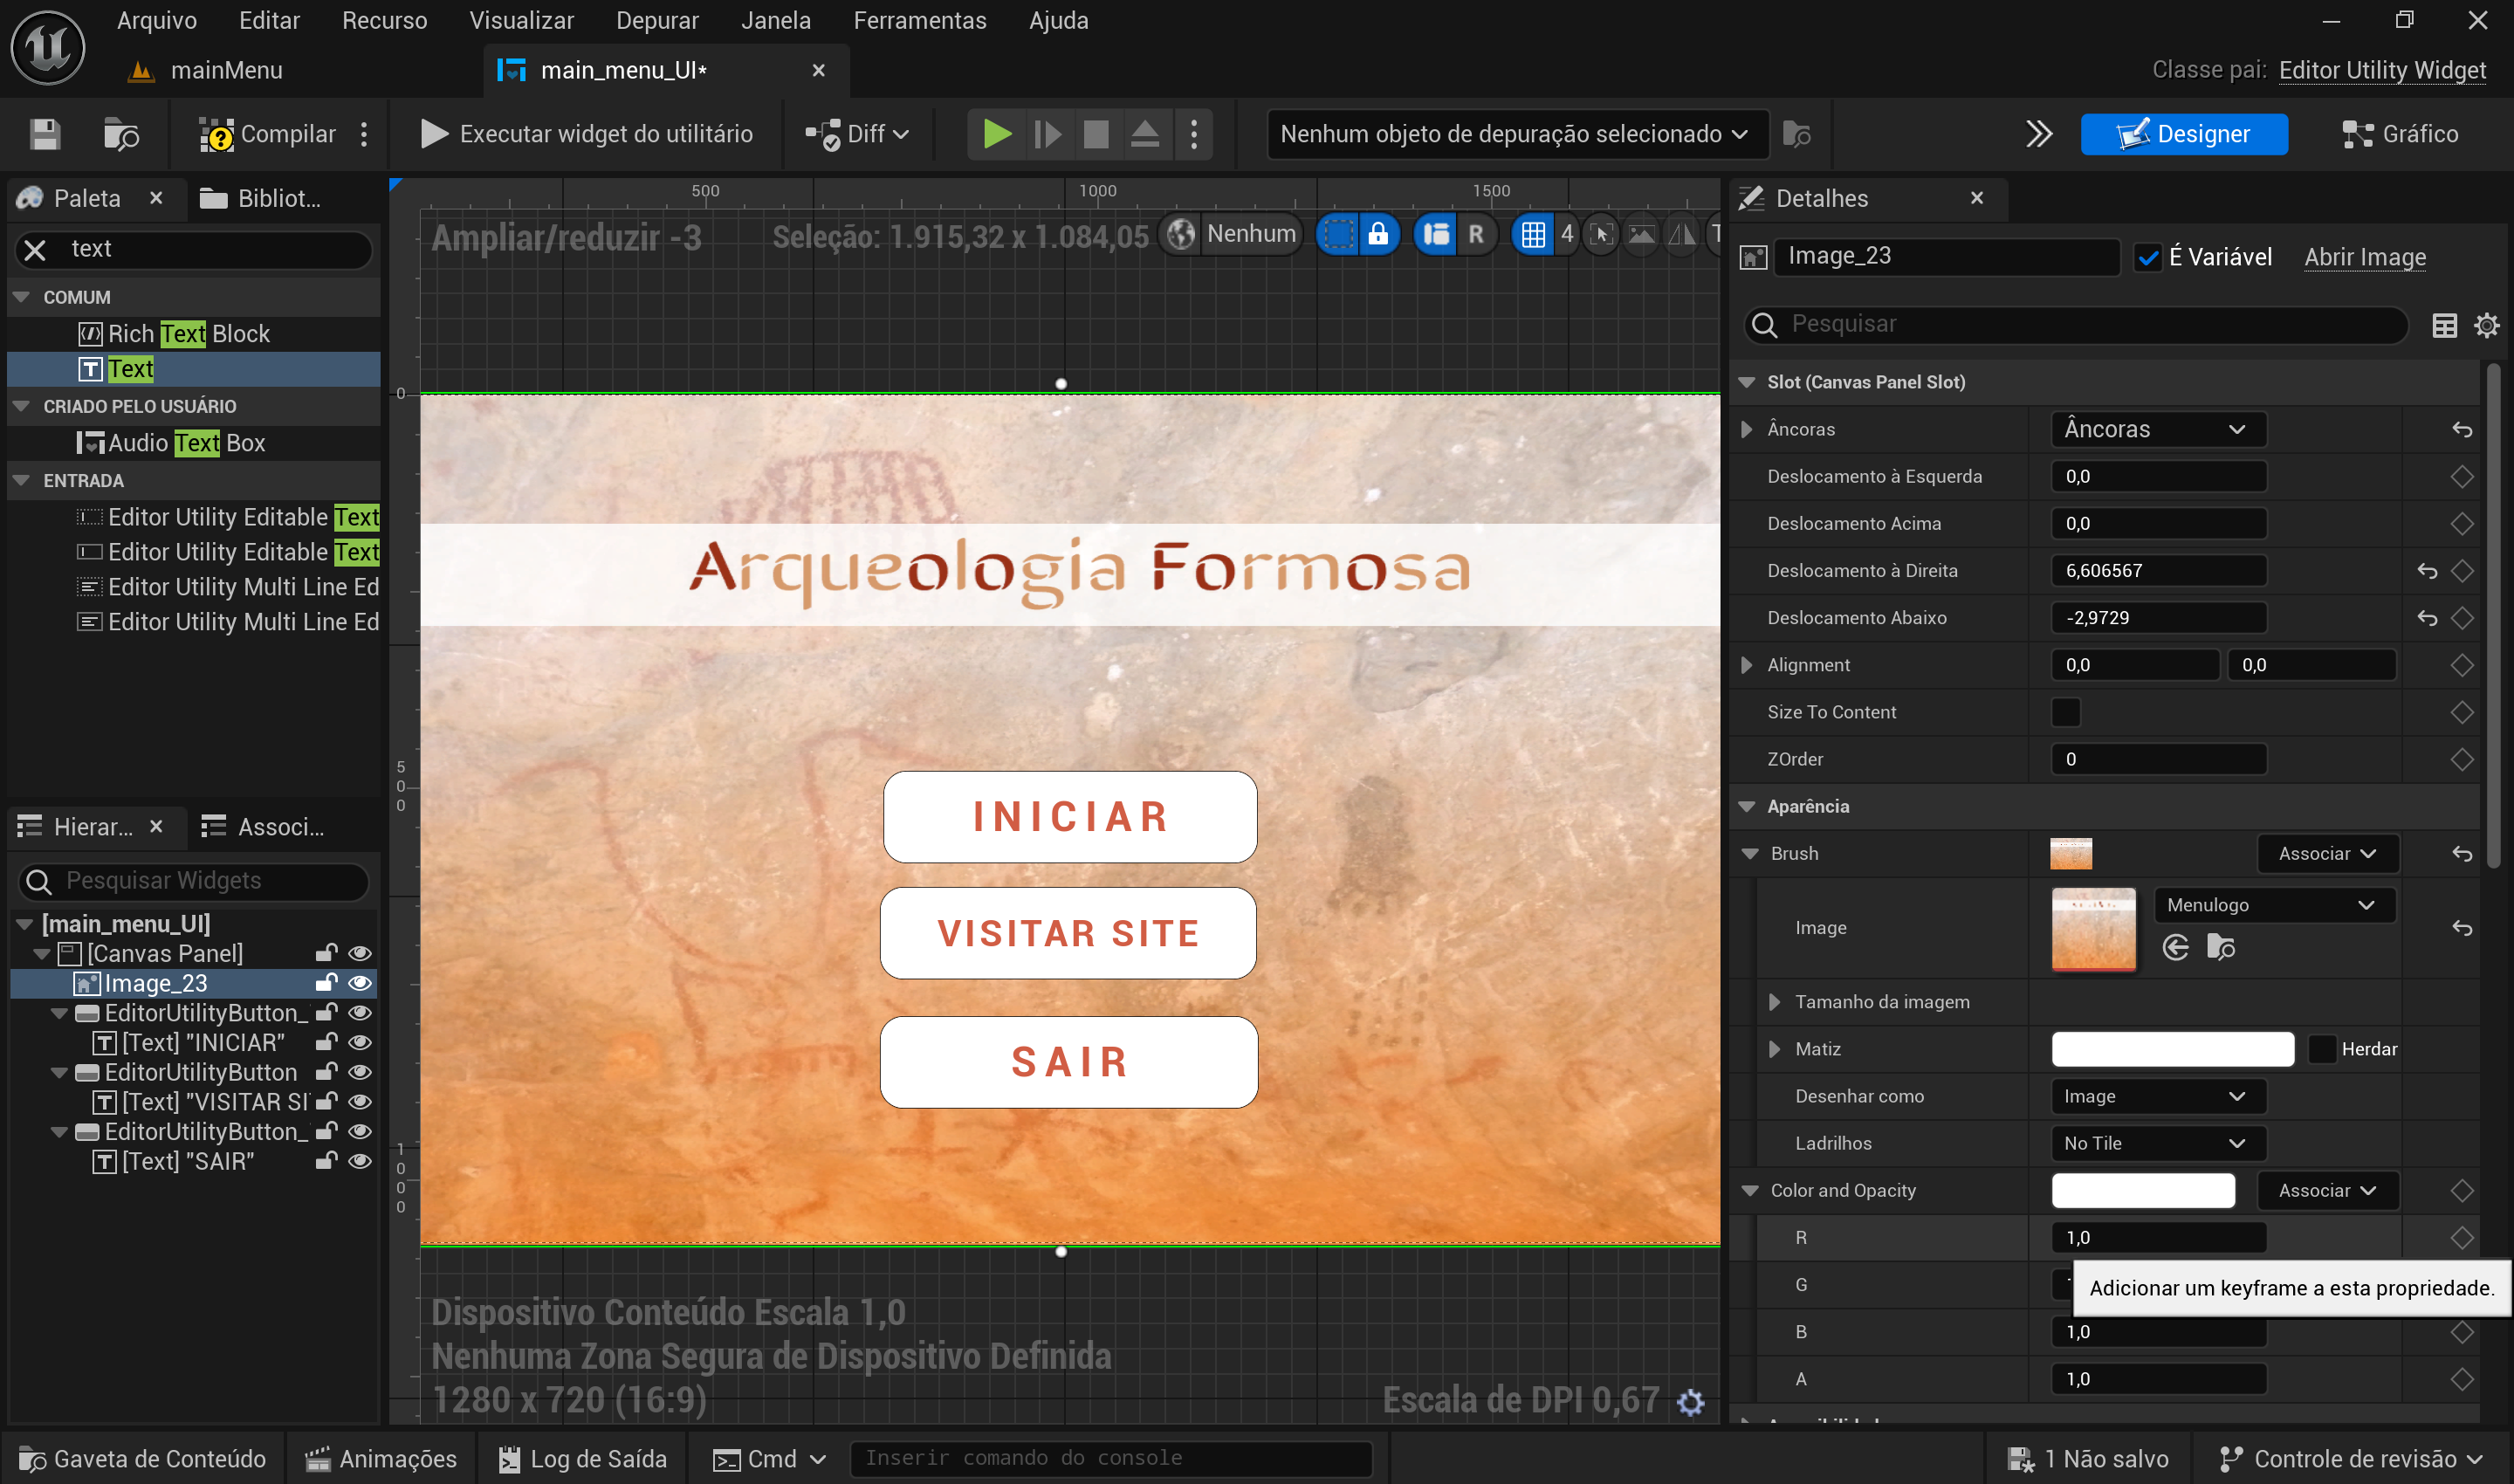 Arquivo Editar Recurso Visualizar Depurar Janela Ferramentas Ajuda
mainMenu
main_menu_UI*
Classe pai: Editor Utility Widget
Compilar
Executar widget do utilitário
Diff
Nenhum objeto de depuração selecionado
Designer
Gráfico
Paleta
Bibliot...
text
COMUM
Rich Text Block
Text
CRIADO PELO USUÁRIO
Audio Text Box
ENTRADA
Editor Utility Editable Text
Editor Utility Editable Text
Editor Utility Multi Line Ed
Editor Utility Multi Line Ed
Hierar...
Associ...
Pesquisar Widgets
[main_menu_UI]
[Canvas Panel]
Image_23
EditorUtilityButton_
[Text] "INICIAR"
EditorUtilityButton
[Text] "VISITAR SI
EditorUtilityButton_
[Text] "SAIR"
500 1000 1500
0
500
1000
Ampliar/reduzir -3
Seleção: 1.915,32 x 1.084,05
Nenhum
R
4
Arqueologia Formosa
INICIAR
VISITAR SITE
SAIR
Dispositivo Conteúdo Escala 1,0
Nenhuma Zona Segura de Dispositivo Definida
1280 x 720 (16:9)
Escala de DPI 0,67
Detalhes
Image_23
É Variável
Abrir Image
Pesquisar
Slot (Canvas Panel Slot)
Âncoras Âncoras
Deslocamento à Esquerda 0,0
Deslocamento Acima 0,0
Deslocamento à Direita 6,606567
Deslocamento Abaixo -2,9729
Alignment 0,0 0,0
Size To Content
ZOrder 0
Aparência
Brush Associar
Image Menulogo
Tamanho da imagem
Matiz Herdar
Desenhar como Image
Ladrilhos No Tile
Color and Opacity Associar
R 1,0
G
Adicionar um keyframe a esta propriedade.
B 1,0
A 1,0
Gaveta de Conteúdo
Animações
Log de Saída
Cmd
Inserir comando do console
1 Não salvo
Controle de revisão